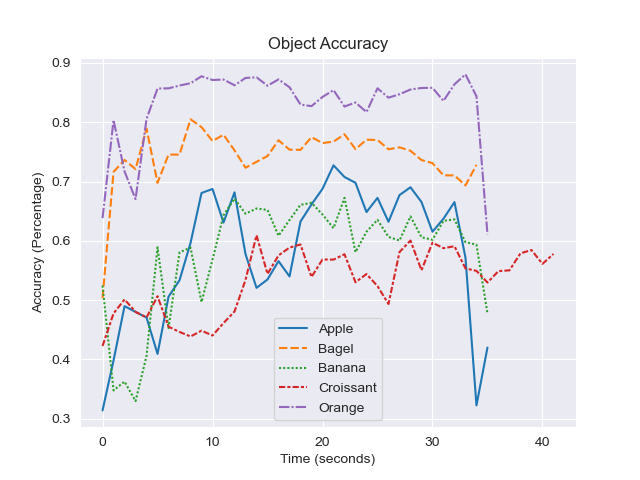 Object Accuracy
Accuracy (Percentage)
0.9
0.8
0.7
0.6
0.5
0.4
0.3
Apple
Bagel
Banana
Croissant
Orange
0 10 20 30 40
Time (seconds)